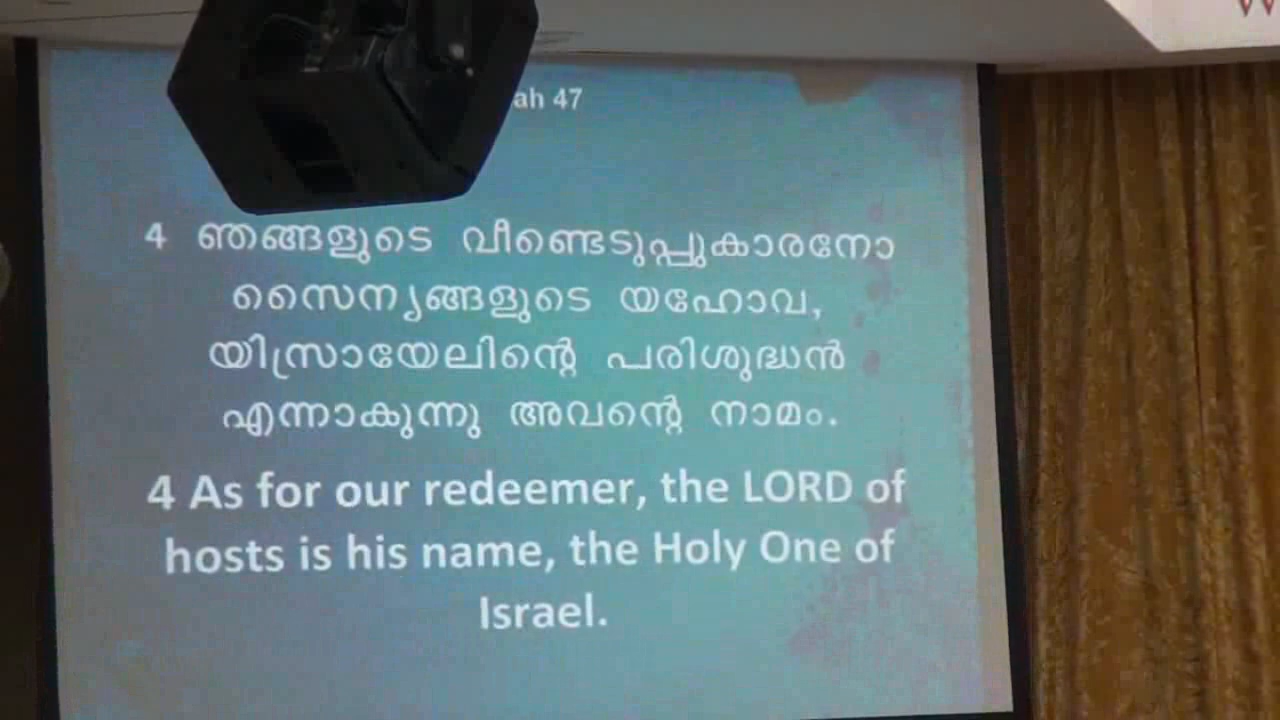 47
4 ഞങ്ങളുടെ വീണ്ടെടുപ്പുകാരനോ
സൈന്യങ്ങളുടെ യഹോവ,
യിസ്രായേലിന്റെ പരിശുദ്ധൻ
എന്നാകുന്നു അവന്റെ നാമം.
4 As for our redeemer, the LORD of
hosts is his name, the Holy One of
Israel.